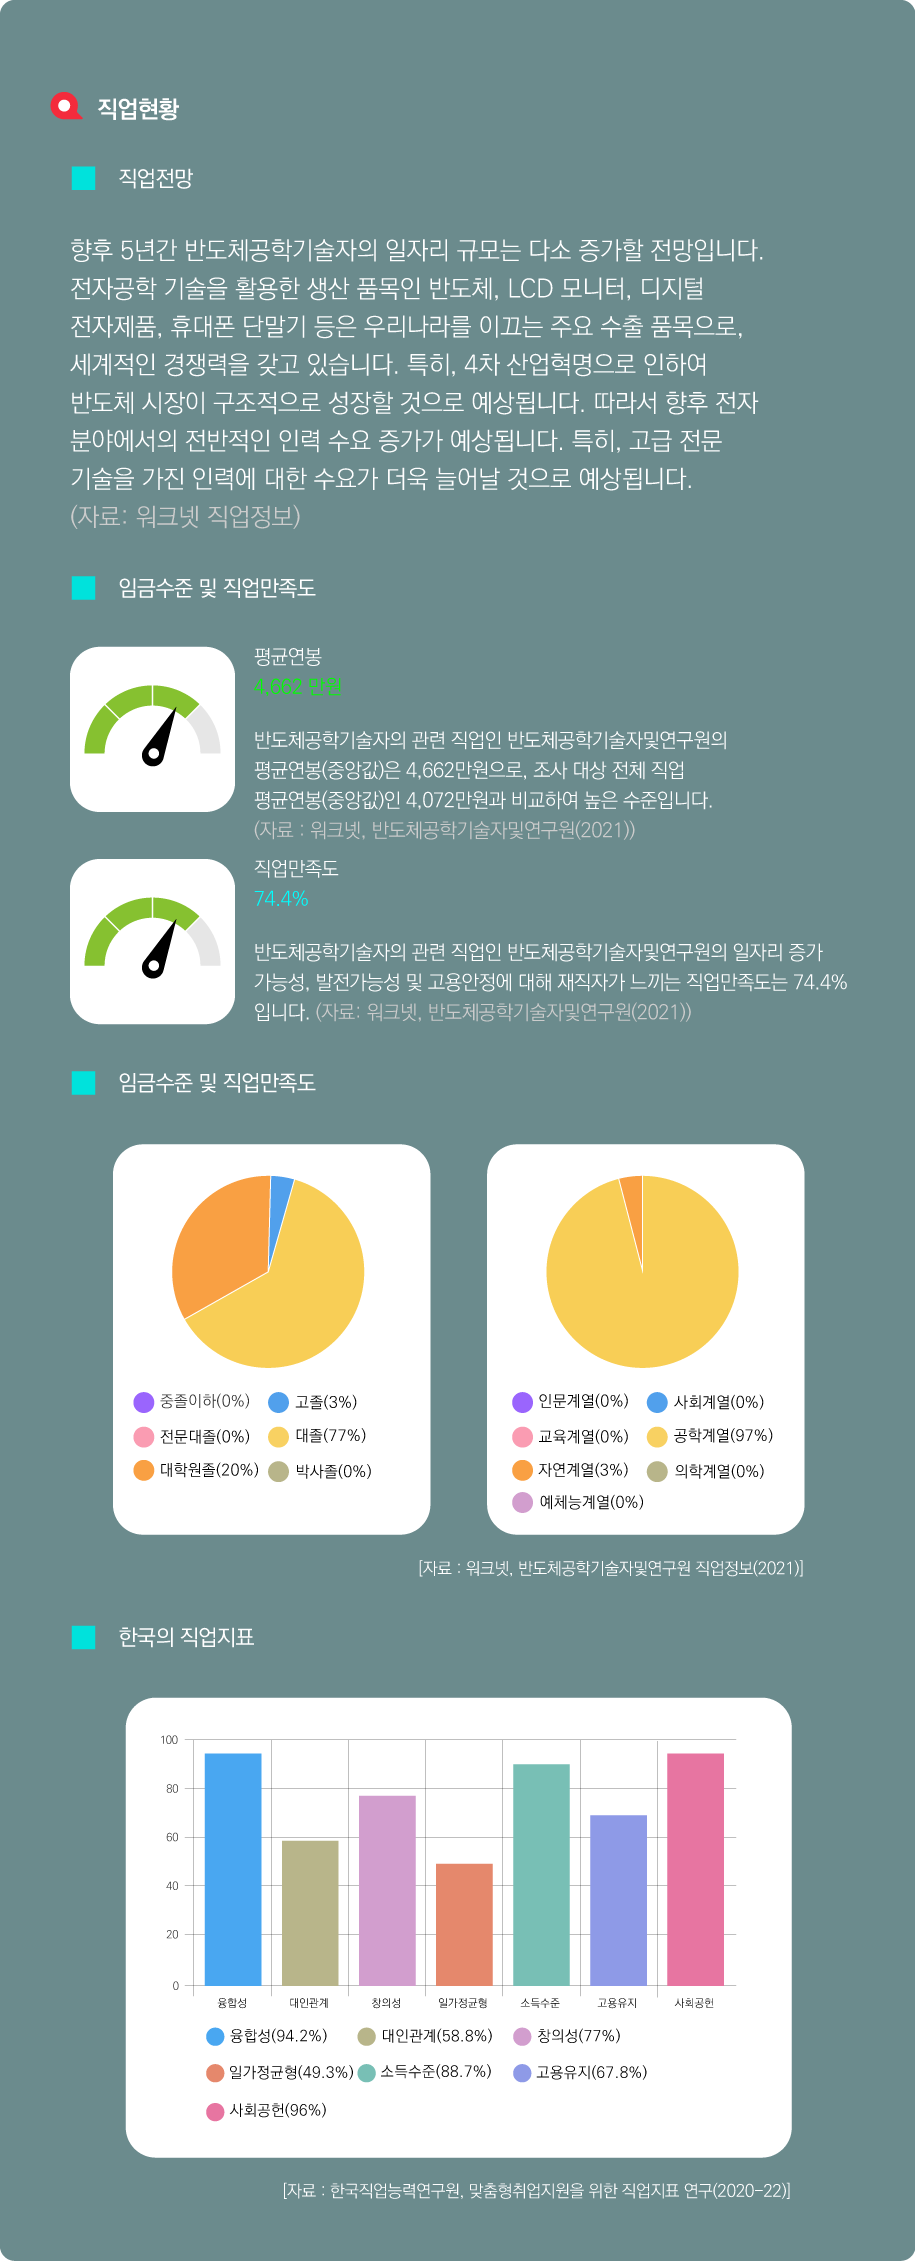 직업현황
직업전망
향후 5년간 반도체공학기술자의 일자리 규모는 다소 증가할 전망입니다.
전자공학 기술을 활용한 생산 품목인 반도체, LCD 모니터, 디지털
전자제품, 휴대폰 단말기 등은 우리나라를 이끄는 주요 수출 품목으로,
세계적인 경쟁력을 갖고 있습니다. 특히, 4차 산업혁명으로 인하여
반도체 시장이 구조적으로 성장할 것으로 예상됩니다. 따라서 향후 전자
분야에서의 전반적인 인력 수요 증가가 예상됩니다. 특히, 고급 전문
기술을 가진 인력에 대한 수요가 더욱 늘어날 것으로 예상됩니다.
(자료: 워크넷 직업정보)
임금수준 및 직업만족도
평균연봉
4,662 만원
반도체공학기술자의 관련 직업인 반도체공학기술자및연구원의
평균연봉(중앙값)은 4,662만원으로, 조사 대상 전체 직업
평균연봉(중앙값)인 4,072만원과 비교하여 높은 수준입니다.
(자료 : 워크넷, 반도체공학기술자및연구원(2021))
직업만족도
74.4%
반도체공학기술자의 관련 직업인 반도체공학기술자및연구원의 일자리 증가
가능성, 발전가능성 및 고용안정에 대해 재직자가 느끼는 직업만족도는 74.4%
입니다. (자료: 워크넷, 반도체공학기술자및연구원(2021))
임금수준 및 직업만족도
중졸이하(0%) 고졸(3%)
전문대졸(0%) 대졸(77%)
대학원졸(20%) 박사졸(0%)
인문계열(0%) 사회계열(0%)
교육계열(0%) 공학계열(97%)
자연계열(3%) 의학계열(0%)
예체능계열(0%)
[자료 : 워크넷, 반도체공학기술자및연구원 직업정보(2021)]
한국의 직업지표
100
80
60
40
20
0
융합성 대인관계 창의성 일가정균형 소득수준 고용유지 사회공헌
융합성(94.2%) 대인관계(58.8%) 창의성(77%)
일가정균형(49.3%) 소득수준(88.7%) 고용유지(67.8%)
사회공헌(96%)
[자료 : 한국직업능력연구원, 맞춤형취업지원을 위한 직업지표 연구(2020-22)]